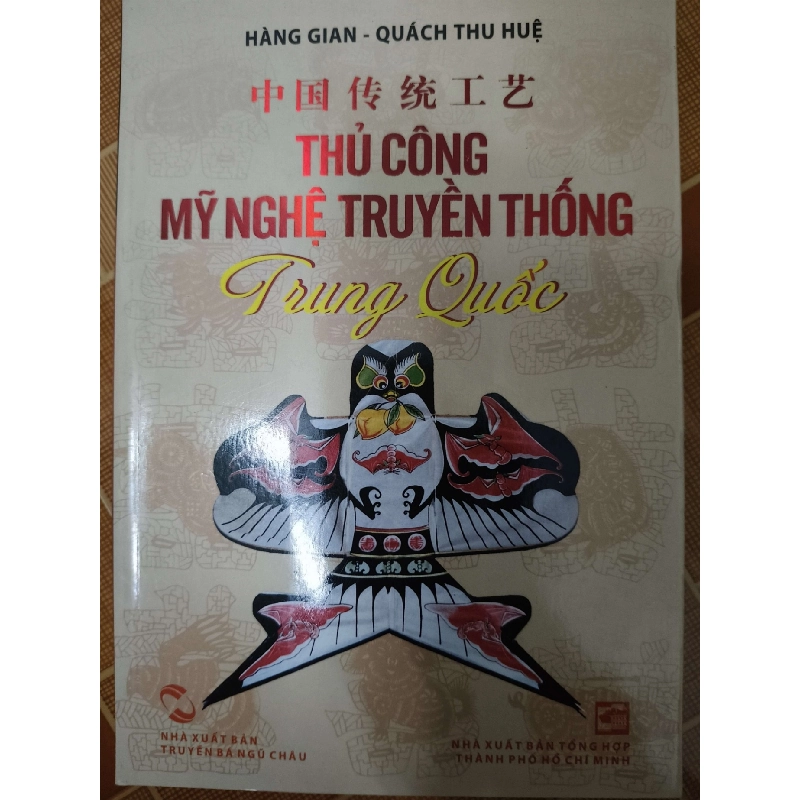 HÀNG GIAN - QUÁCH THU HUỆ
中国传统工艺
THỦ CÔNG
MỸ NGHỆ TRUYỀN THỐNG
Trung Quốc
NHÀ XUẤT BẢN
TRUYỀN BÁ NGŨ CHÂU
NHÀ XUẤT BẢN TỔNG HỢP
THÀNH PHỐ HỒ CHÍ MINH